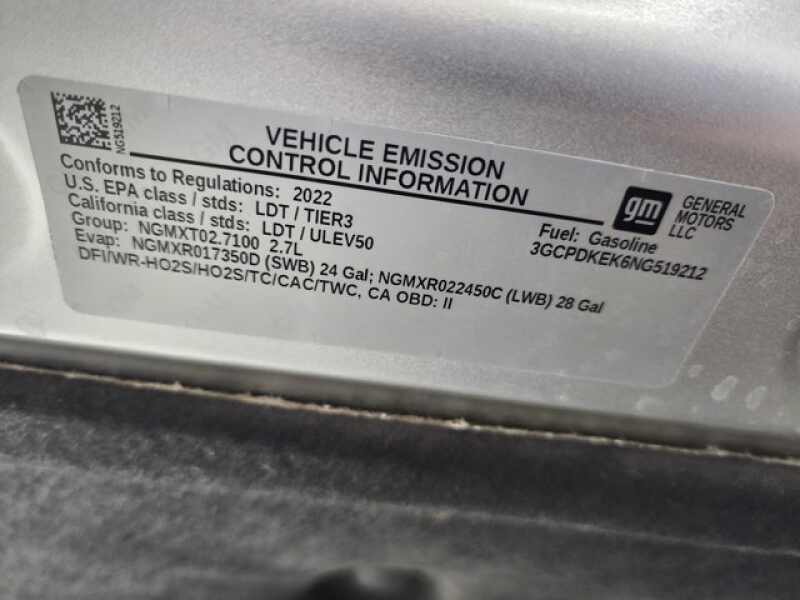 NG519212
VEHICLE EMISSION
CONTROL INFORMATION
Conforms to Regulations: 2022
U.S. EPA class / stds: LDT / TIER3
California class / stds: LDT / ULEV50
Group: NGMXT02.7100 2.7L
Evap: NGMXR017350D (SWB) 24 Gal; NGMXR022450C (LWB) 28 Gal
DFI/WR-HO2S/HO2S/TC/CAC/TWC, CA OBD: II
gm
GENERAL
MOTORS
LLC
Fuel: Gasoline
3GCPDKEK6NG519212